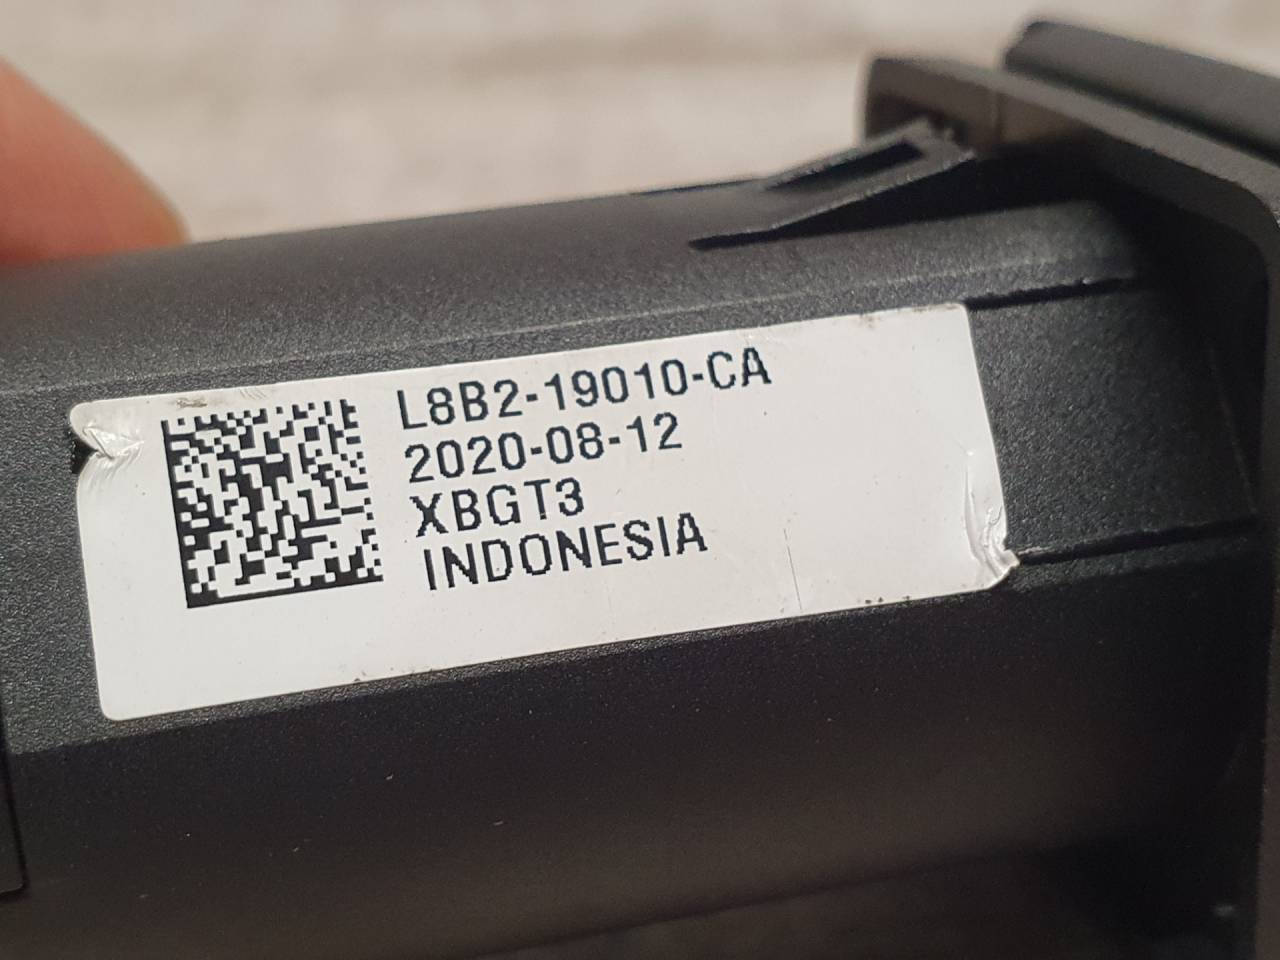 L8B2-19010-CA
2020-08-12
XBGT3
INDONESIA